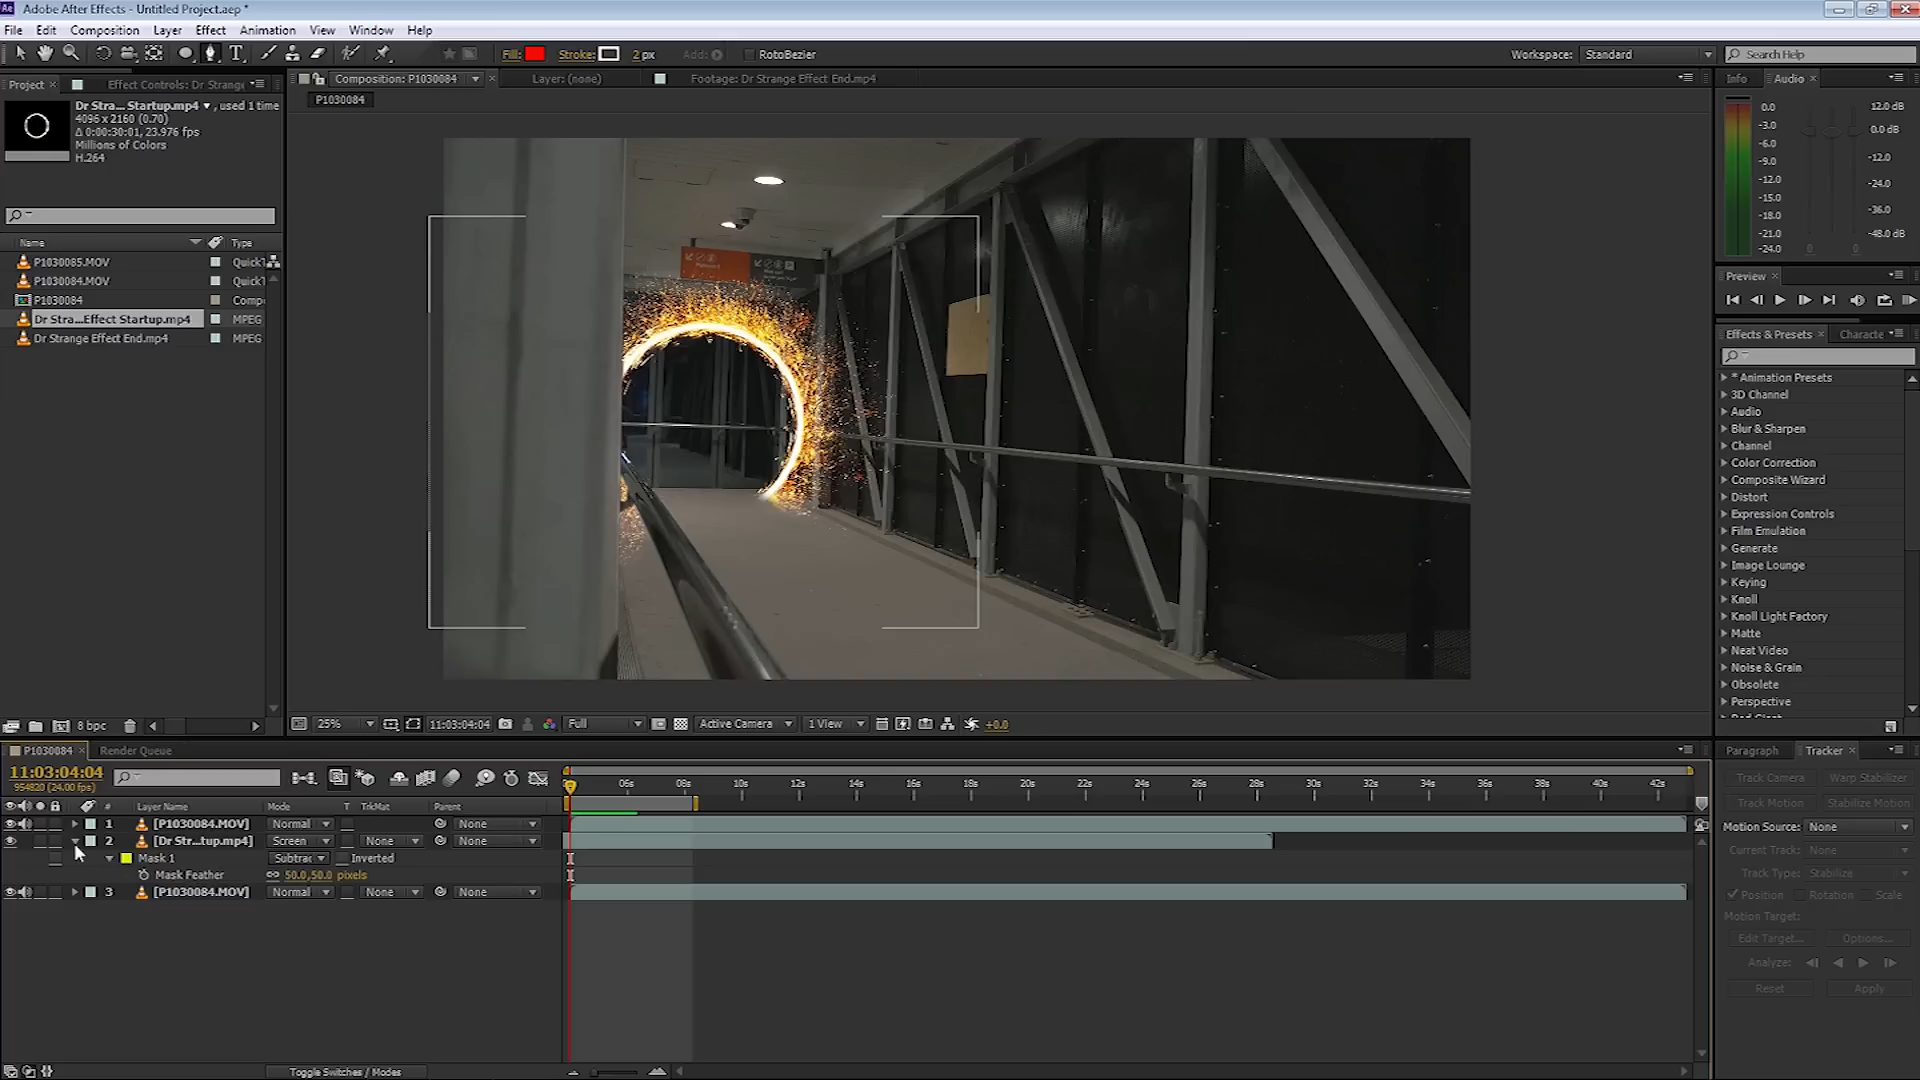 Adobe After Effects - Untitled Project.aep *
File Edit Composition Layer Effect Animation View Window Help
Fill: Stroke: 2 px Add: RotoBezier Workspace: Standard Search Help
Project Effect Controls: Dr Strange Composition: P1030084 Layer: (none) Footage: Dr Strange Effect End.mp4 Info Audio
P1030084
Dr Stra... Startup.mp4 , used 1 time
4096 x 2160 (0.70)
Δ 0:00:30:01, 23.976 fps
Millions of Colors
H.264
0.0
-3.0
-6.0
-9.0
-12.0
-15.0
-18.0
-21.0
-24.0
12.0 dB
0.0 dB
-12.0
-24.0
-36.0
-48.0 dB
0 0
Name Type
P1030085.MOV QuickT
P1030084.MOV QuickT
P1030084 Comp
Dr Stra...Effect Startup.mp4 MPEG
Dr Strange Effect End.mp4 MPEG
Preview
Effects & Presets Characte
* Animation Presets
3D Channel
Audio
Blur & Sharpen
Channel
Color Correction
Composite Wizard
Distort
Expression Controls
Film Emulation
Generate
Image Lounge
Keying
Knoll
Knoll Light Factory
Matte
Neat Video
Noise & Grain
Obsolete
Perspective
8 bpc
25% 11:03:04:04 Full Active Camera 1 View +0.0
P1030084 Render Queue
11:03:04:04
954820 (24.00 fps)
06s 08s 10s 12s 14s 16s 18s 20s 22s 24s 26s 28s 30s 32s 34s 36s 38s 40s 42s
# Layer Name Mode T TrkMat Parent
1 [P1030084.MOV] Normal None
2 [Dr Str...tup.mp4] Screen None None
Mask 1 Subtrac Inverted
Mask Feather 50.0,50.0 pixels
3 [P1030084.MOV] Normal None None
Toggle Switches / Modes
Paragraph Tracker
Track Camera Warp Stabilizer
Track Motion Stabilize Motion
Motion Source: None
Current Track: None
Track Type: Stabilize
Position Rotation Scale
Motion Target:
Edit Target... Options...
Analyze:
Reset Apply